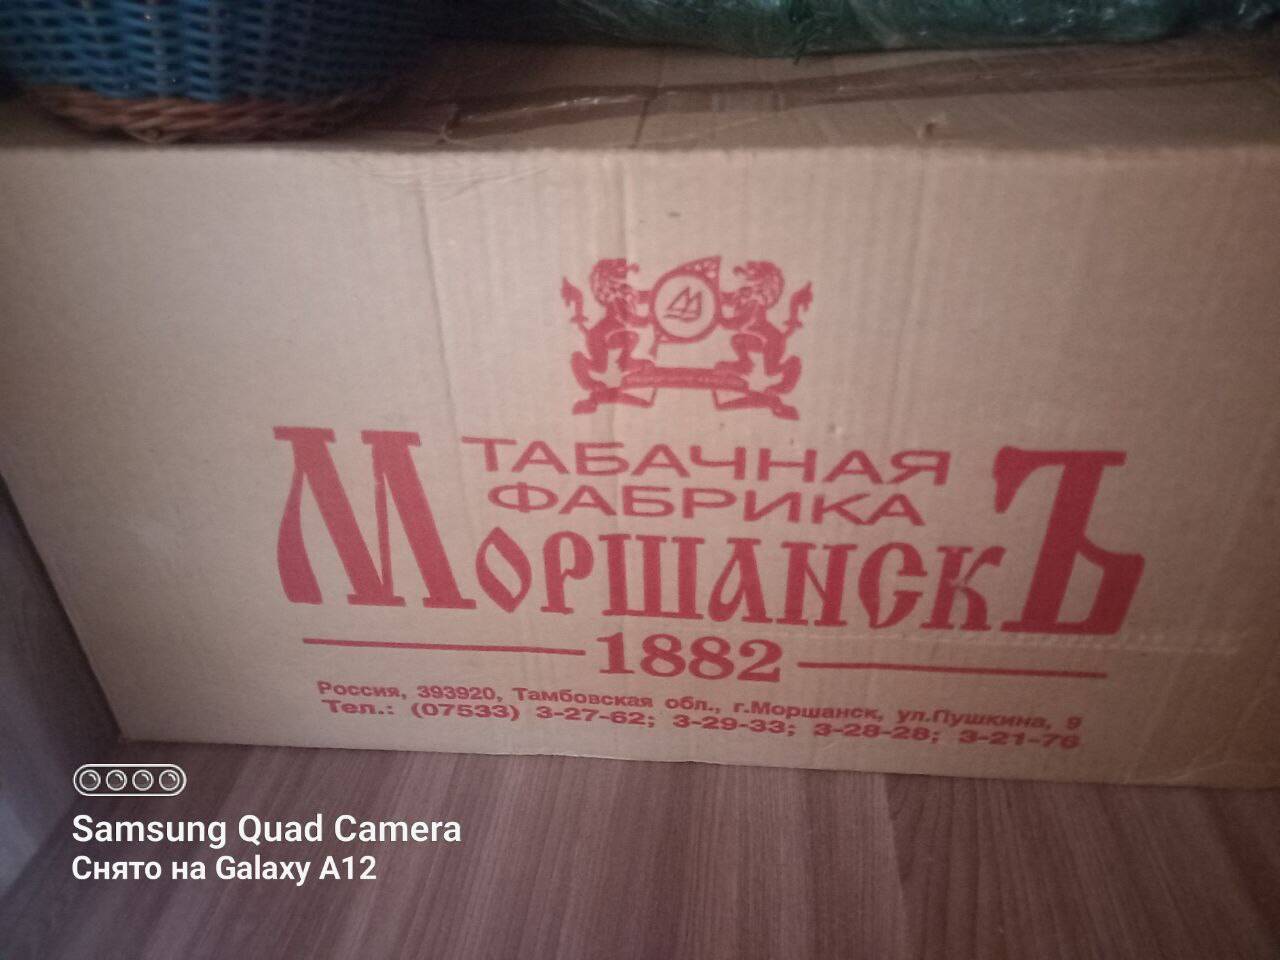 ТАБАЧНАЯ
ФАБРИКА
МОРШАНСКЪ
1882
Россия, 393920, Тамбовская обл., г.Моршанск, ул.Пушкина, 9
Тел.: (07533) 3-27-62; 3-29-33; 3-28-28; 3-21-76
Samsung Quad Camera
Снято на Galaxy A12